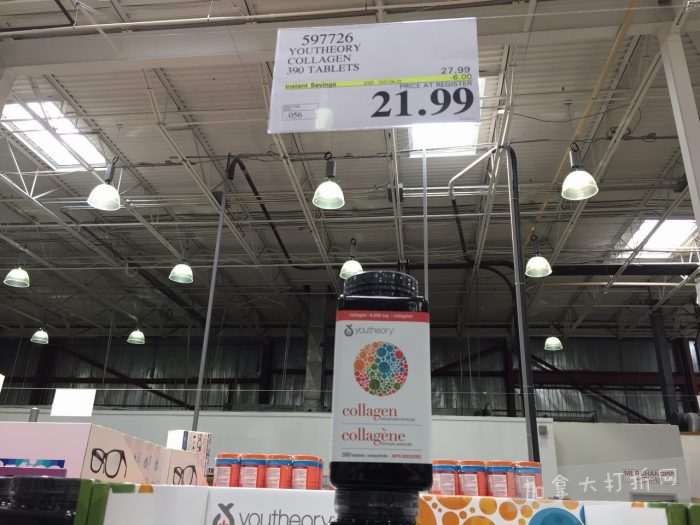 597726
YOUTHEORY
COLLAGEN
390 TABLETS
27.99
Instant Savings
6.00
PRICE AT REGISTER
21.99
.056
youtheory
collagen
collagène
youtheory
加拿大打折网